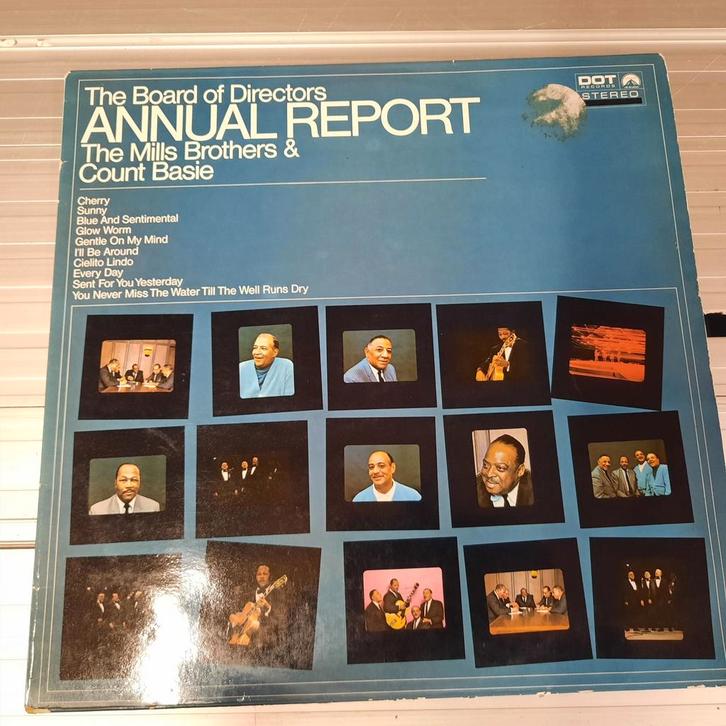 The Board of Directors
ANNUAL REPORT
The Mills Brothers &
Count Basie
DOT
RECORDS
STEREO
Cherry
Sunny
Blue And Sentimental
Glow Worm
Gentle On My Mind
I'll Be Around
Cielito Lindo
Every Day
Sent For You Yesterday
You Never Miss The Water Till The Well Runs Dry